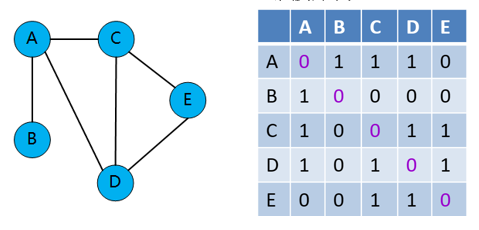 A C
E
B
D
A B C D E
A 0 1 1 1 0
B 1 0 0 0 0
C 1 0 0 1 1
D 1 0 1 0 1
E 0 0 1 1 0